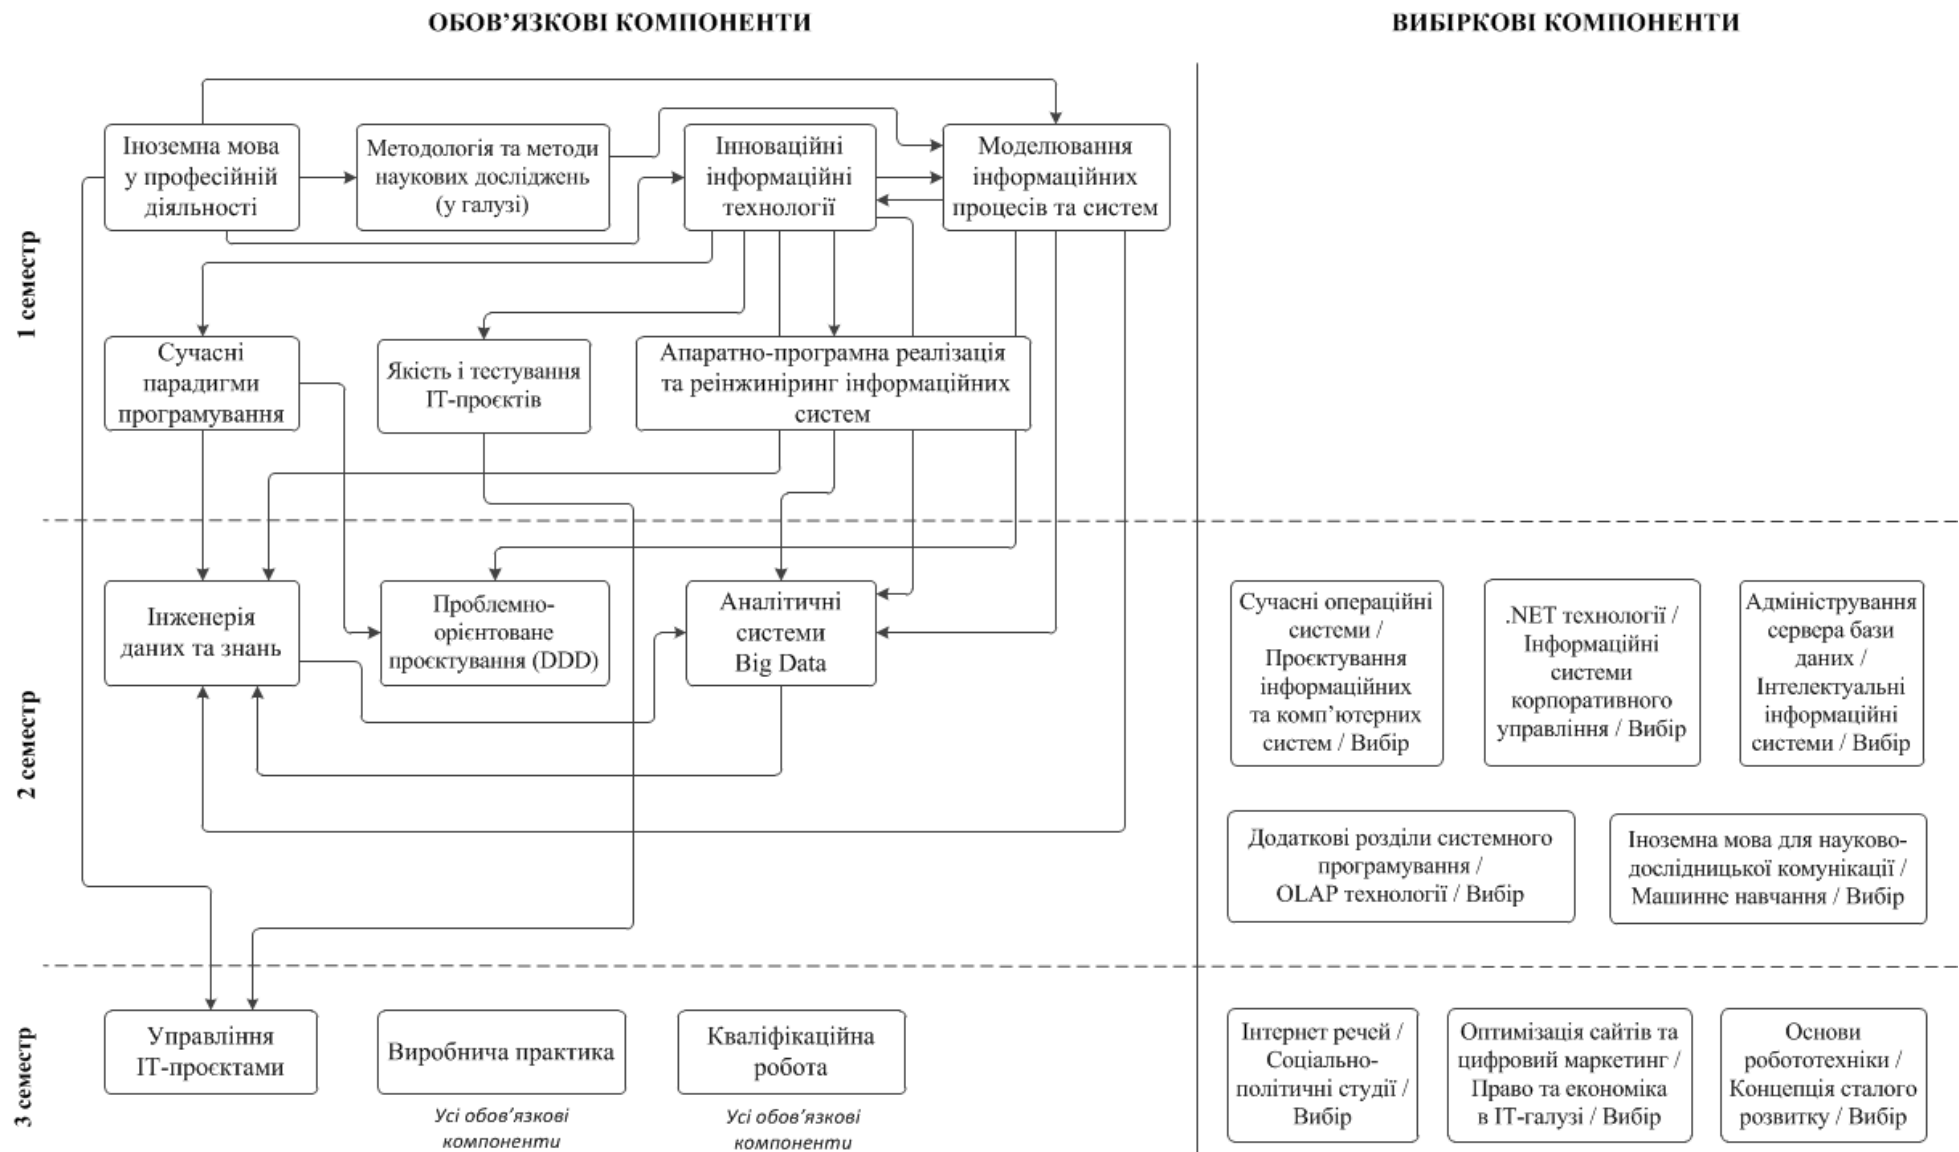 ОБОВ’ЯЗКОВІ КОМПОНЕНТИ
ВИБІРКОВІ КОМПОНЕНТИ
1 семестр
Іноземна мова
у професійній
діяльності
Методологія та методи
наукових досліджень
(у галузі)
Інноваційні
інформаційні
технології
Моделювання
інформаційних
процесів та систем
Сучасні
парадигми
програмування
Якість і тестування
ІТ-проєктів
Апаратно-програмна реалізація
та реінжиніринг інформаційних
систем
2 семестр
Інженерія
даних та знань
Проблемно-
орієнтоване
проєктування (DDD)
Аналітичні
системи
Big Data
Сучасні операційні
системи /
Проєктування
інформаційних
та комп’ютерних
систем / Вибір
.NET технології /
Інформаційні
системи
корпоративного
управління / Вибір
Адміністрування
сервера бази
даних /
Інтелектуальні
інформаційні
системи / Вибір
Додаткові розділи системного
програмування /
OLAP технології / Вибір
Іноземна мова для науково-
дослідницької комунікації /
Машинне навчання / Вибір
3 семестр
Управління
ІТ-проєктами
Виробнича практика
Усі обов’язкові
компоненти
Кваліфікаційна
робота
Усі обов’язкові
компоненти
Інтернет речей /
Соціально-
політичні студії /
Вибір
Оптимізація сайтів та
цифровий маркетинг /
Право та економіка
в ІТ-галузі / Вибір
Основи
робототехніки /
Концепція сталого
розвитку / Вибір